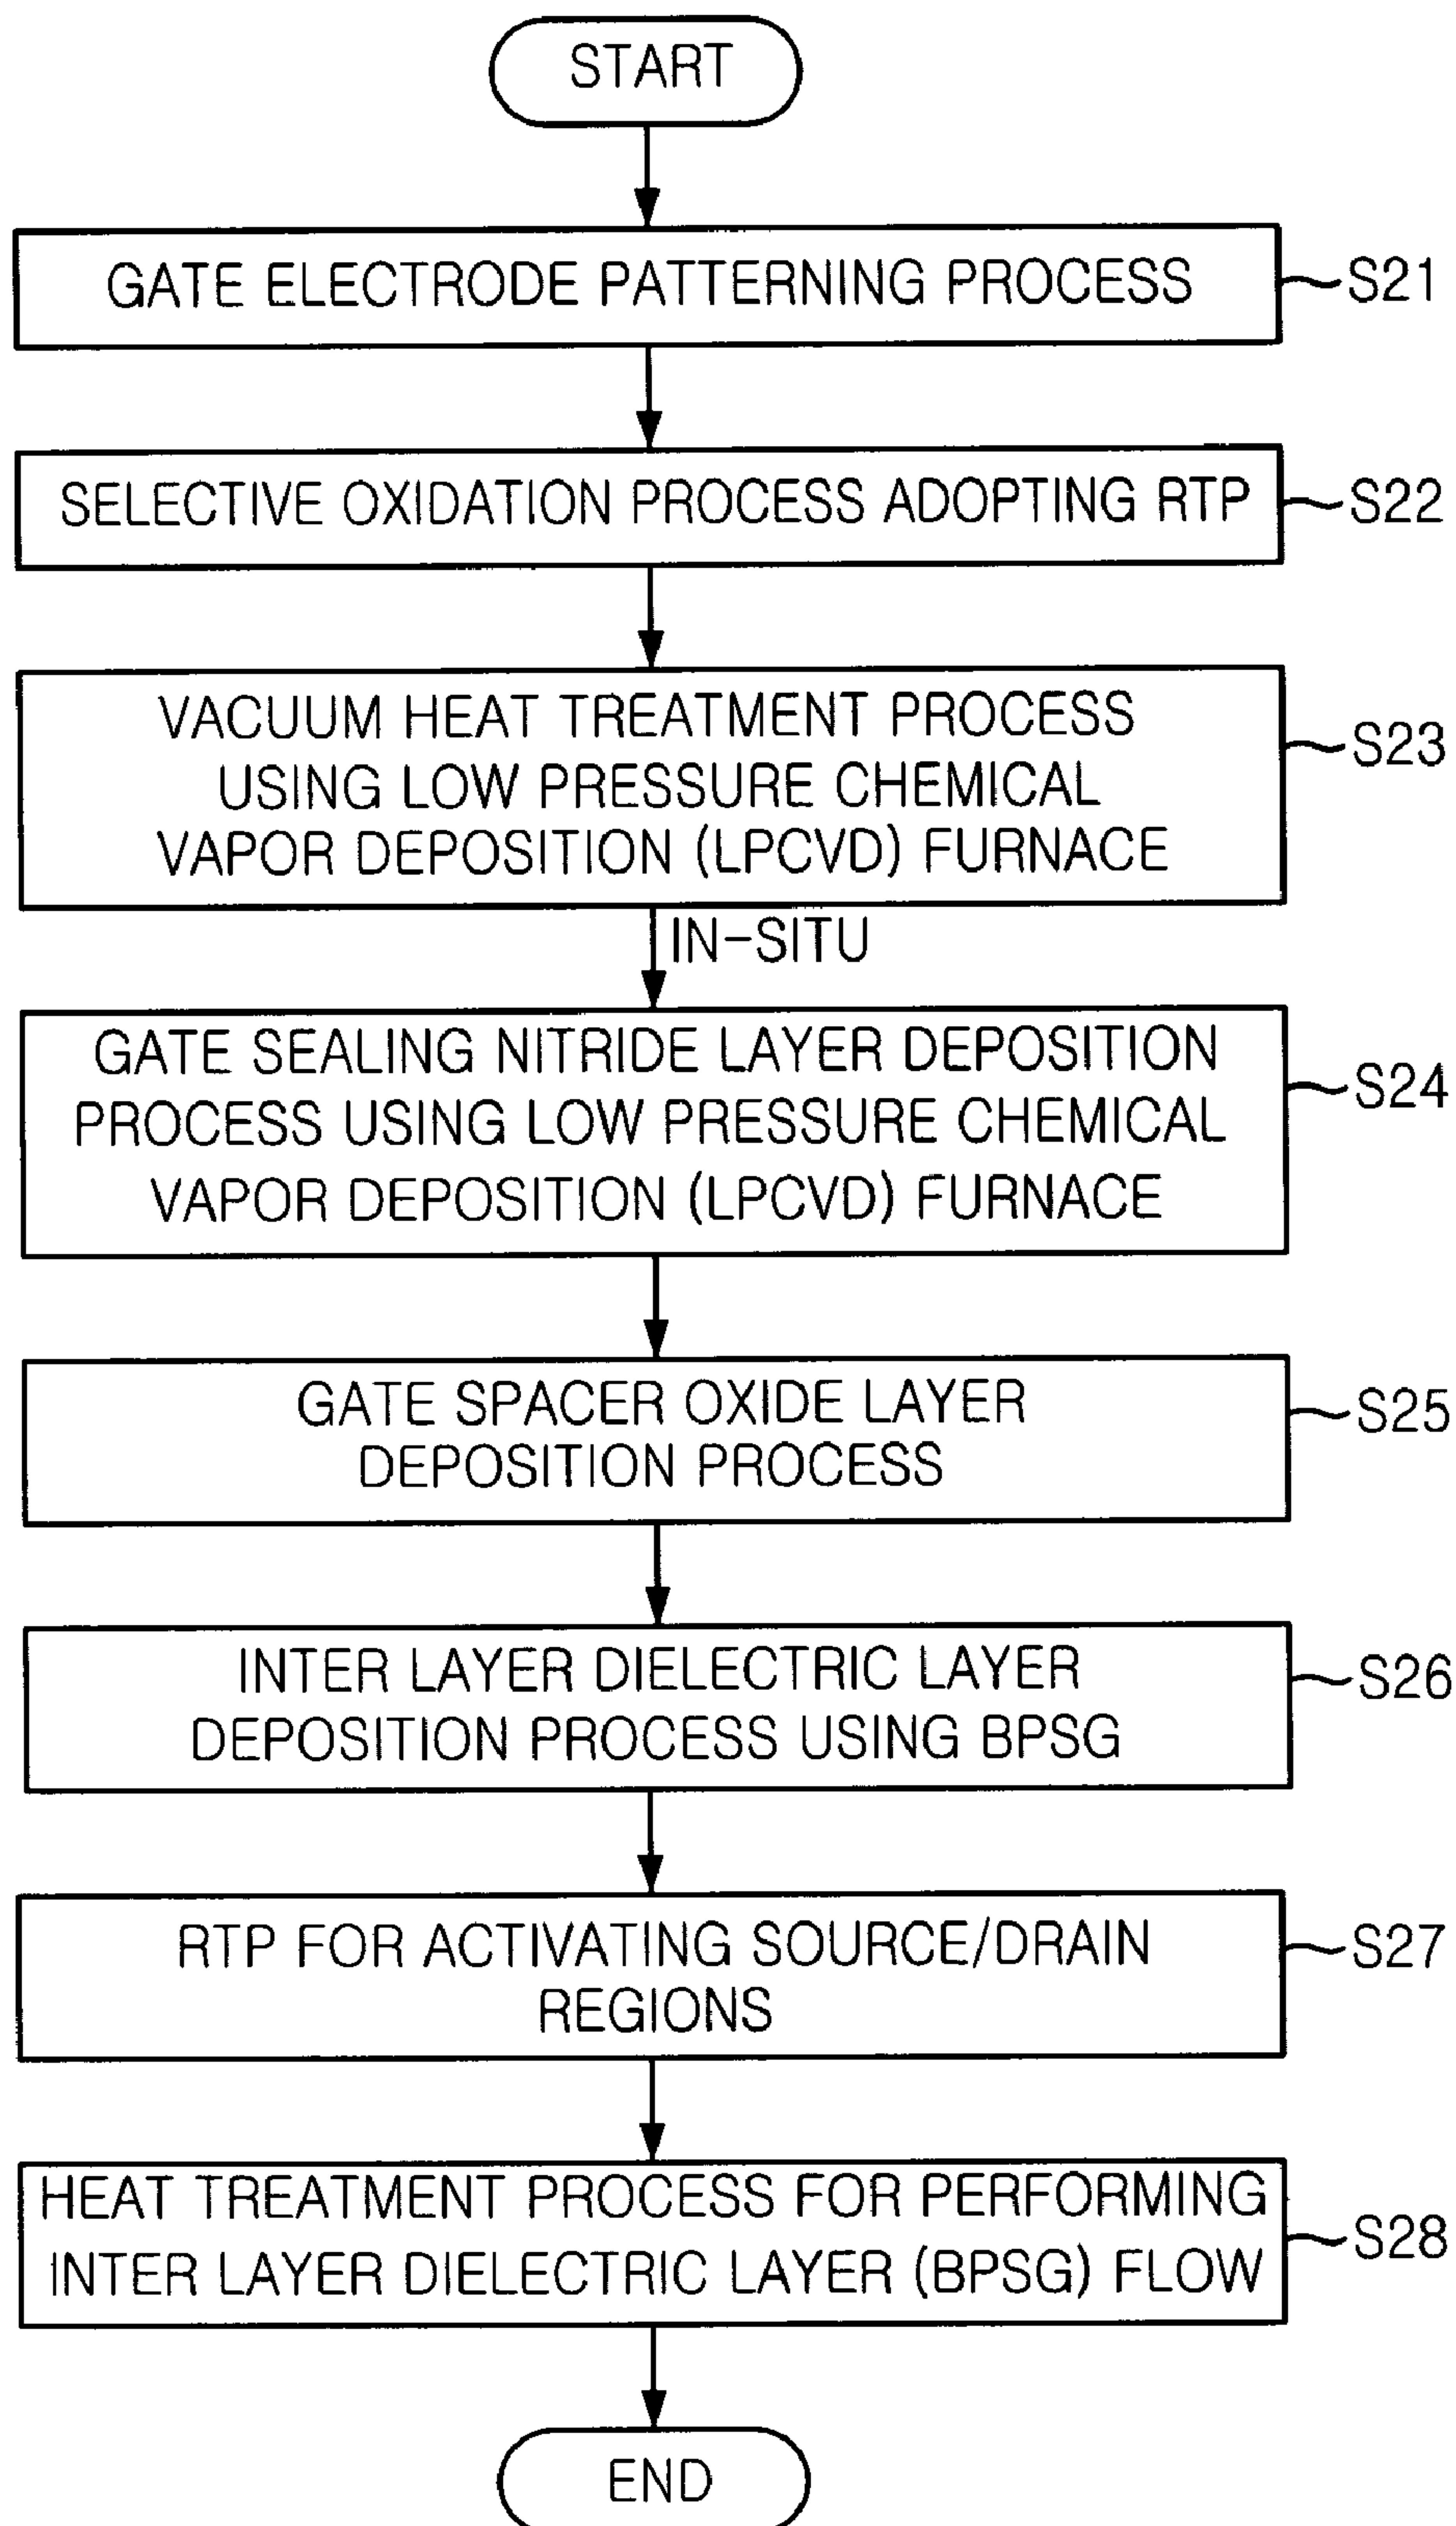 START
GATE ELECTRODE PATTERNING PROCESS
S21
SELECTIVE OXIDATION PROCESS ADOPTING RTP
S22
VACUUM HEAT TREATMENT PROCESS
USING LOW PRESSURE CHEMICAL
VAPOR DEPOSITION (LPCVD) FURNACE
S23
IN-SITU
GATE SEALING NITRIDE LAYER DEPOSITION
PROCESS USING LOW PRESSURE CHEMICAL
VAPOR DEPOSITION (LPCVD) FURNACE
S24
GATE SPACER OXIDE LAYER
DEPOSITION PROCESS
S25
INTER LAYER DIELECTRIC LAYER
DEPOSITION PROCESS USING BPSG
S26
RTP FOR ACTIVATING SOURCE/DRAIN
REGIONS
S27
HEAT TREATMENT PROCESS FOR PERFORMING
INTER LAYER DIELECTRIC LAYER (BPSG) FLOW
S28
END